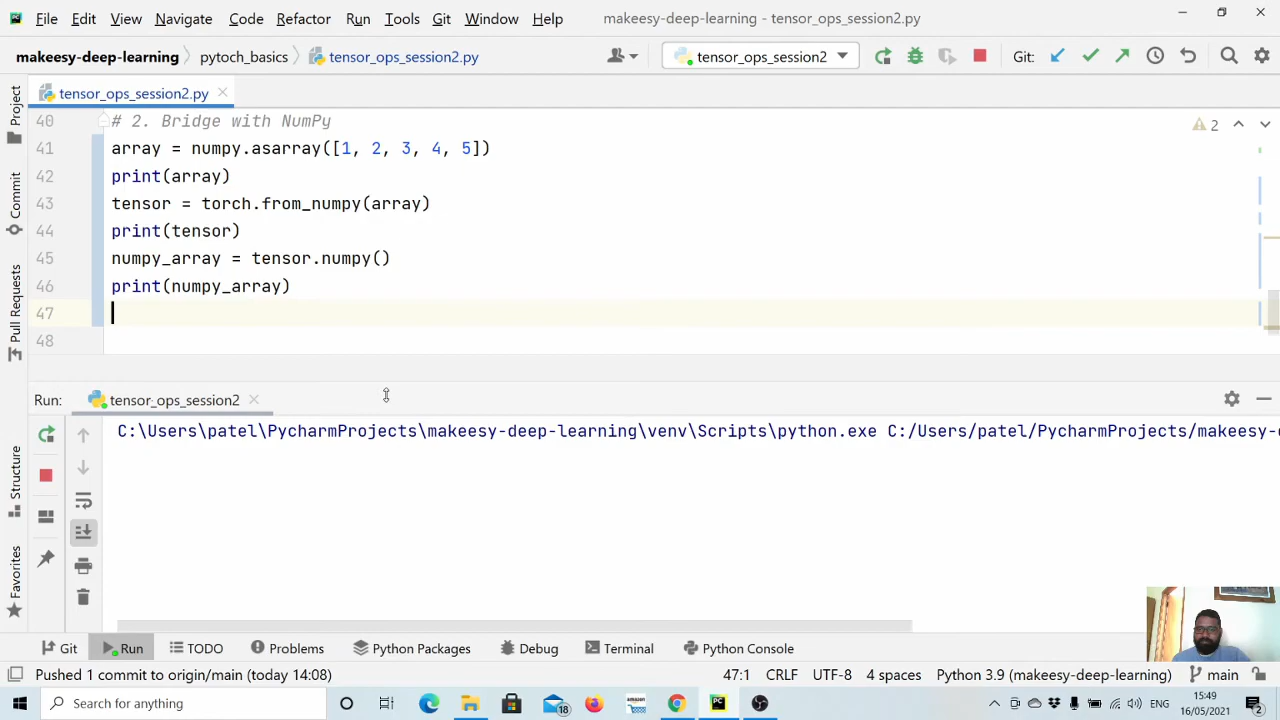 File Edit View Navigate Code Refactor Run Tools Git Window Help makeesy-deep-learning - tensor_ops_session2.py
makeesy-deep-learning pytoch_basics tensor_ops_session2.py tensor_ops_session2 Git:
tensor_ops_session2.py
Project
Commit
Pull Requests
Structure
Favorites
2
40 # 2. Bridge with NumPy
41 array = numpy.asarray([1, 2, 3, 4, 5])
42 print(array)
43 tensor = torch.from_numpy(array)
44 print(tensor)
45 numpy_array = tensor.numpy()
46 print(numpy_array)
47
48
Run: tensor_ops_session2
C:\Users\patel\PycharmProjects\makeesy-deep-learning\venv\Scripts\python.exe C:/Users/patel/PycharmProjects/makeesy-d
Git Run TODO Problems Python Packages Debug Terminal Python Console
Pushed 1 commit to origin/main (today 14:08) 47:1 CRLF UTF-8 4 spaces Python 3.9 (makeesy-deep-learning) main
Search for anything amazon 18 PC ENG 15:49
16/05/2021 2